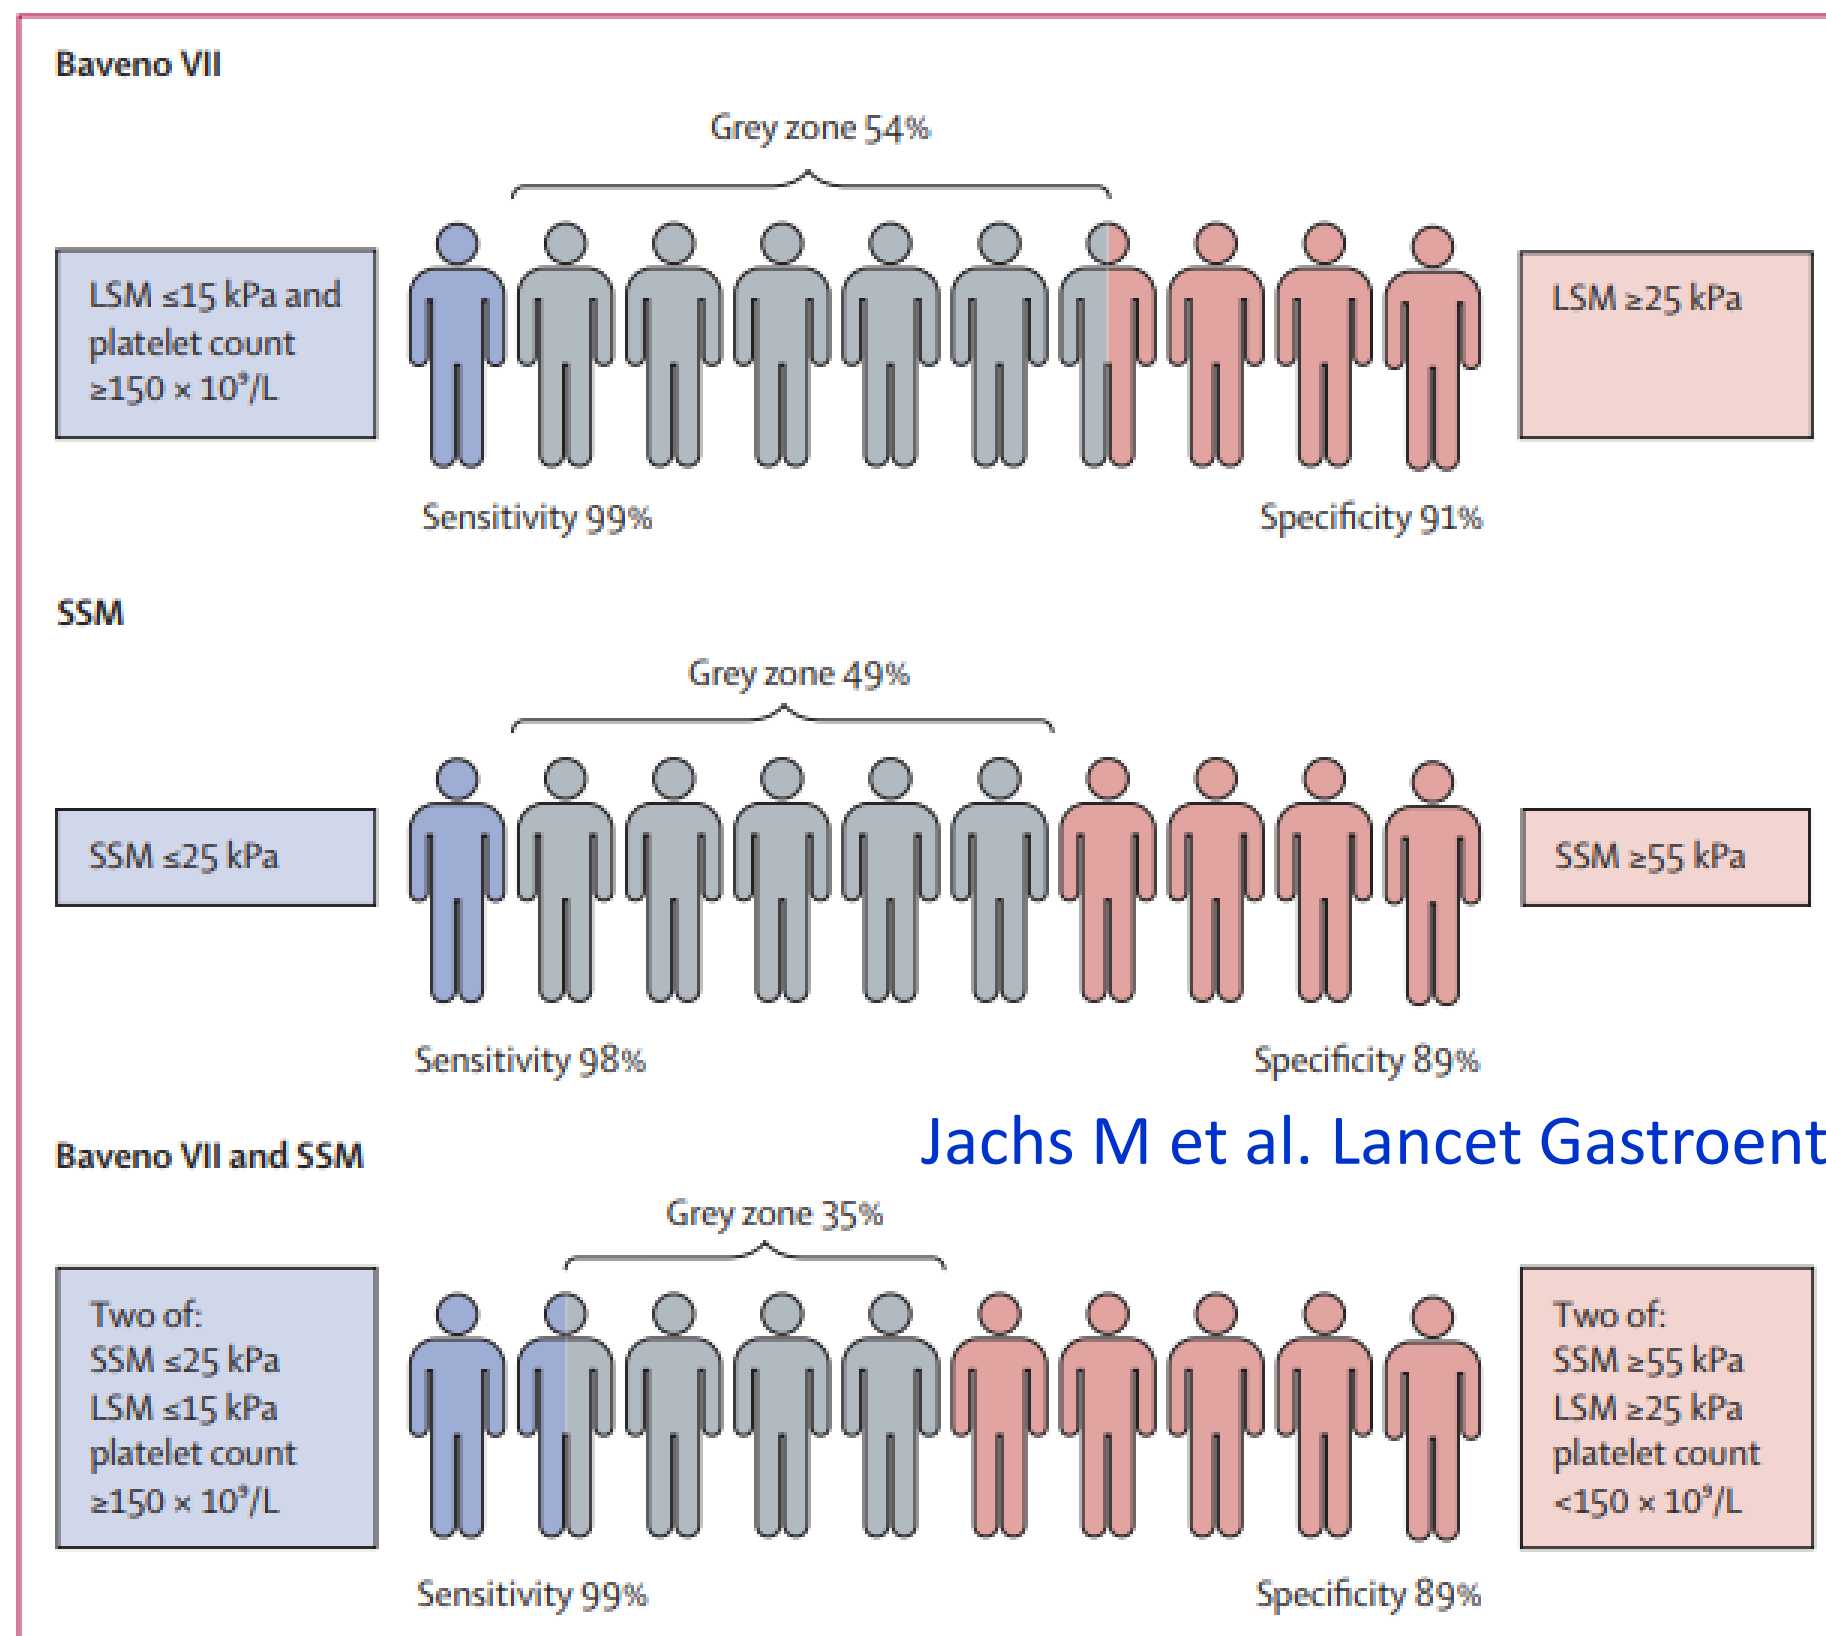 Baveno VII
Grey zone 54%
LSM ≤15 kPa and
platelet count
≥150 × 10⁹/L
LSM ≥25 kPa
Sensitivity 99%
Specificity 91%
SSM
Grey zone 49%
SSM ≤25 kPa
SSM ≥55 kPa
Sensitivity 98%
Specificity 89%
Jachs M et al. Lancet Gastroent
Baveno VII and SSM
Grey zone 35%
Two of:
SSM ≤25 kPa
LSM ≤15 kPa
platelet count
≥150 × 10⁹/L
Two of:
SSM ≥55 kPa
LSM ≥25 kPa
platelet count
<150 × 10⁹/L
Sensitivity 99%
Specificity 89%